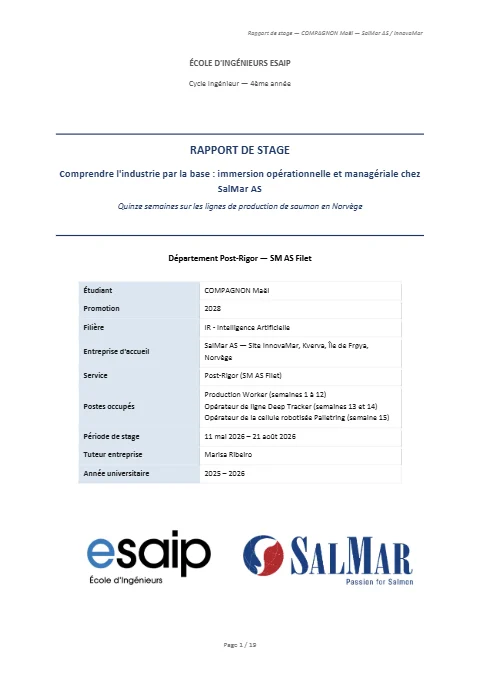 Rapport de stage — COMPAGNON Maël — SalMar AS / InnovaMar
ÉCOLE D'INGÉNIEURS ESAIP
Cycle Ingénieur — 4ème année
RAPPORT DE STAGE
Comprendre l'industrie par la base : immersion opérationnelle et managériale chez
SalMar AS
Quinze semaines sur les lignes de production de saumon en Norvège
Département Post-Rigor — SM AS Filet
Étudiant COMPAGNON Maël
Promotion 2028
Filière IR - Intelligence Artificielle
Entreprise d'accueil SalMar AS — Site InnovaMar, Kverva, Île de Frøya,
Norvège
Service Post-Rigor (SM AS Filet)
Postes occupés Production Worker (semaines 1 à 12)
Opérateur de ligne Deep Tracker (semaines 13 et 14)
Opérateur de la cellule robotisée Palletring (semaine 15)
Période de stage 11 mai 2026 – 21 août 2026
Tuteur entreprise Marisa Ribeiro
Année universitaire 2025 – 2026
esaip
École d'ingénieurs
SALMAR
Passion for Salmon
Page 1 / 19